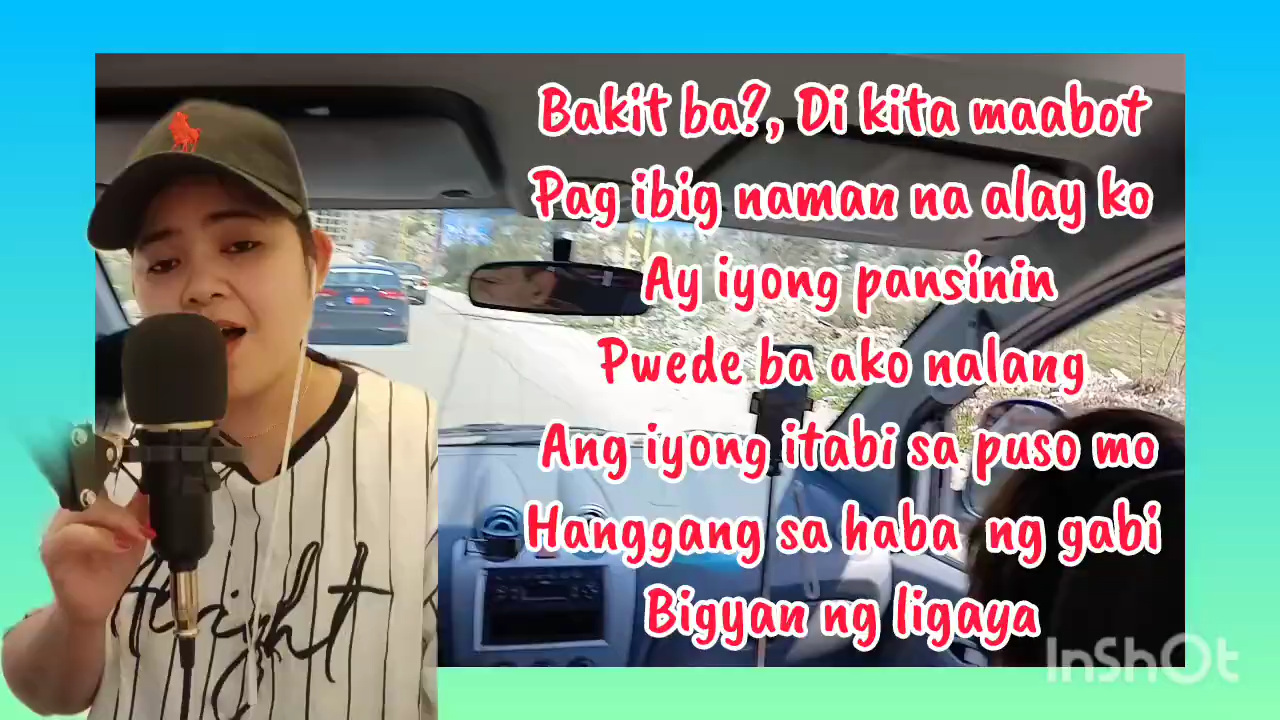 Bakit ba?, Di kita maabot
Pag ibig naman na alay ko
Ay iyong pansinin
Pwede ba ako nalang
Ang iyong itabi sa puso mo
Hanggang sa haba ng gabi
Bigyan ng ligaya
InShOt